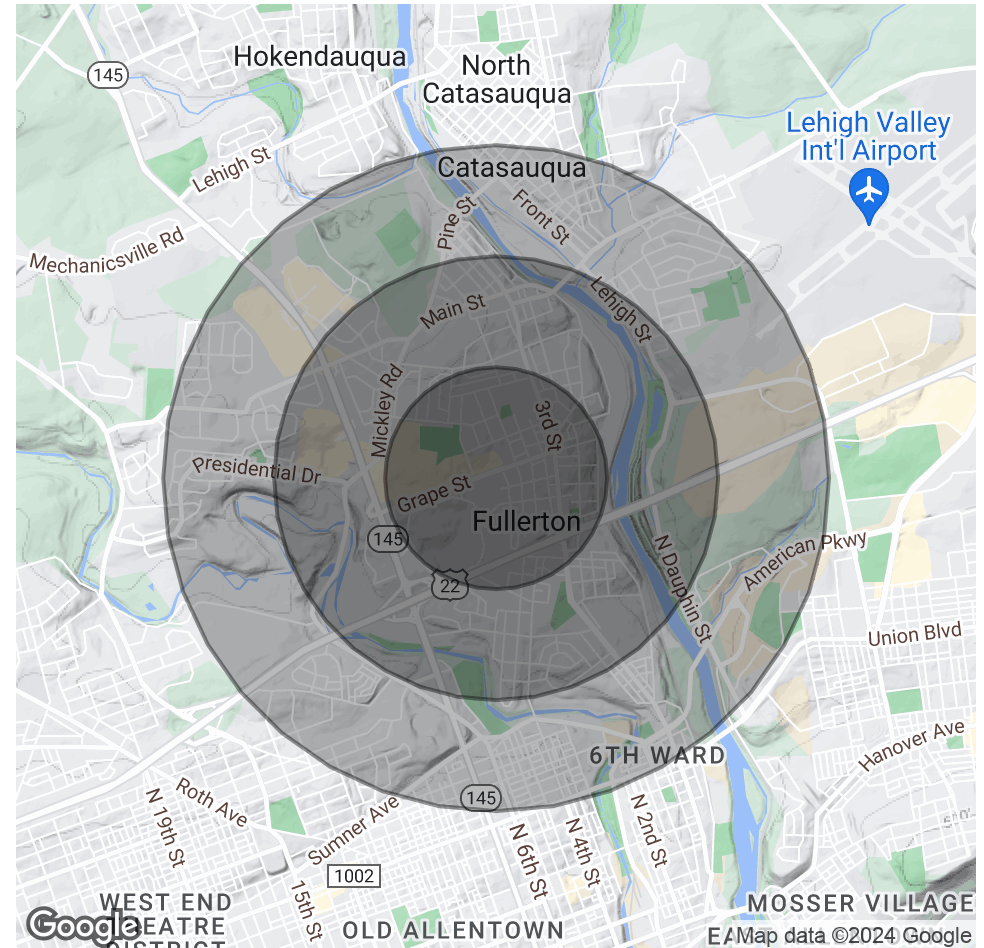 Hokendauqua
North
Catasauqua
145
Lehigh Valley
Int'l Airport
Lehigh St
Catasauqua
Pine St
Front St
Mechanicsville Rd
Main St
Lehigh St
Mickley Rd
3rd St
Presidential Dr
Grape St
Fullerton
145
22
N Dauphin St
American Pkwy
Union Blvd
6TH WARD
Hanover Ave
145
Roth Ave
N 19th St
Sumner Ave
N 6th St
N 4th St
N 2nd St
1002
15th St
WEST END
THEATRE
DISTRICT
OLD ALLENTOWN
MOSSER VILLAGE
Google
Map data ©2024 Google